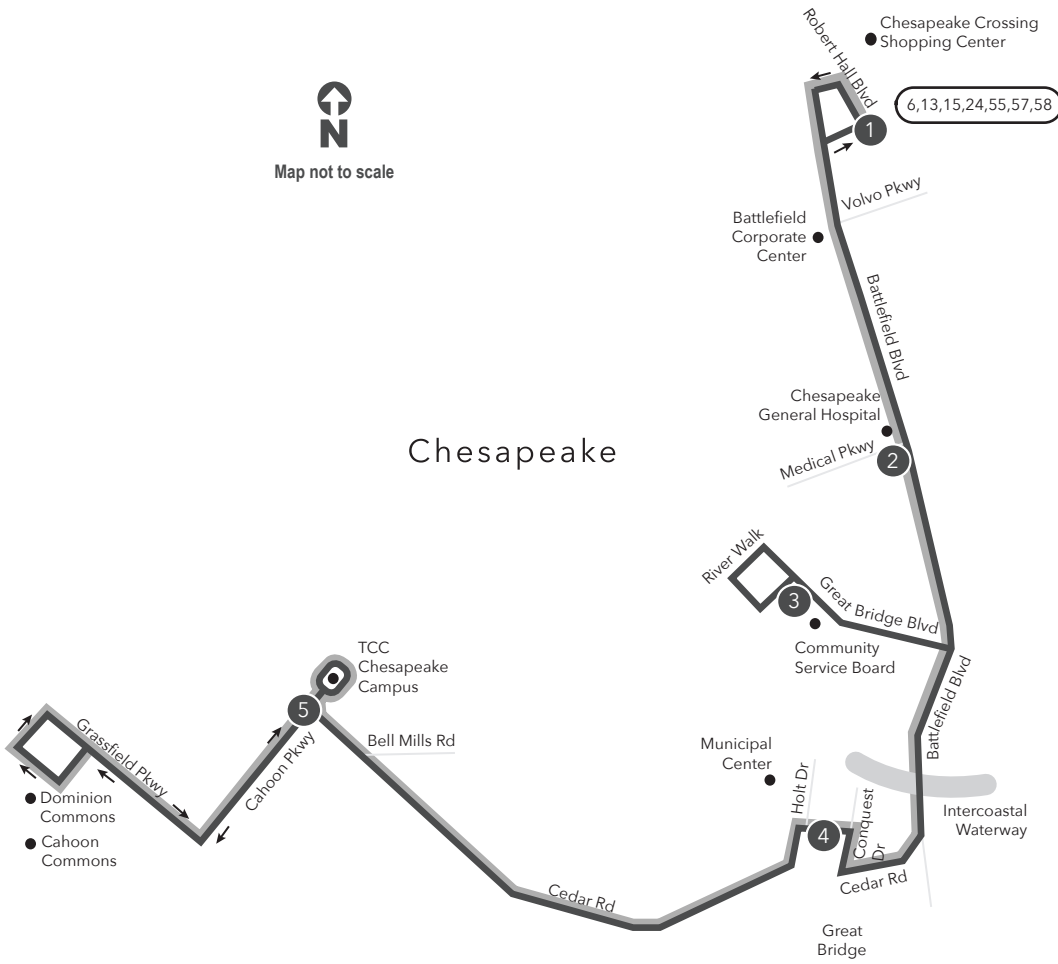 Chesapeake Crossing
Shopping Center
Robert Hall Blvd
6,13,15,24,55,57,58
1
N
Map not to scale
Volvo Pkwy
Battlefield
Corporate
Center
Battlefield Blvd
Chesapeake
General Hospital
Chesapeake
Medical Pkwy
2
River Walk
3
Great Bridge Blvd
Community
Service Board
TCC
Chesapeake
Campus
5
Battlefield Blvd
Grassfield Pkwy
Cahoon Pkwy
Bell Mills Rd
Municipal
Center
Holt Dr
Conquest
Dr
4
Intercoastal
Waterway
Dominion
Commons
Cahoon
Commons
Cedar Rd
Cedar Rd
Great
Bridge